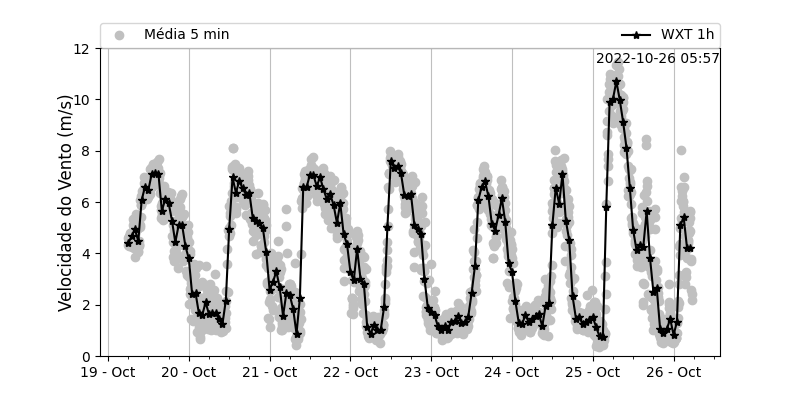 Média 5 min
WXT 1h
2022-10-26 05:57
Velocidade do Vento (m/s)
12
10
8
6
4
2
0
19 - Oct
20 - Oct
21 - Oct
22 - Oct
23 - Oct
24 - Oct
25 - Oct
26 - Oct